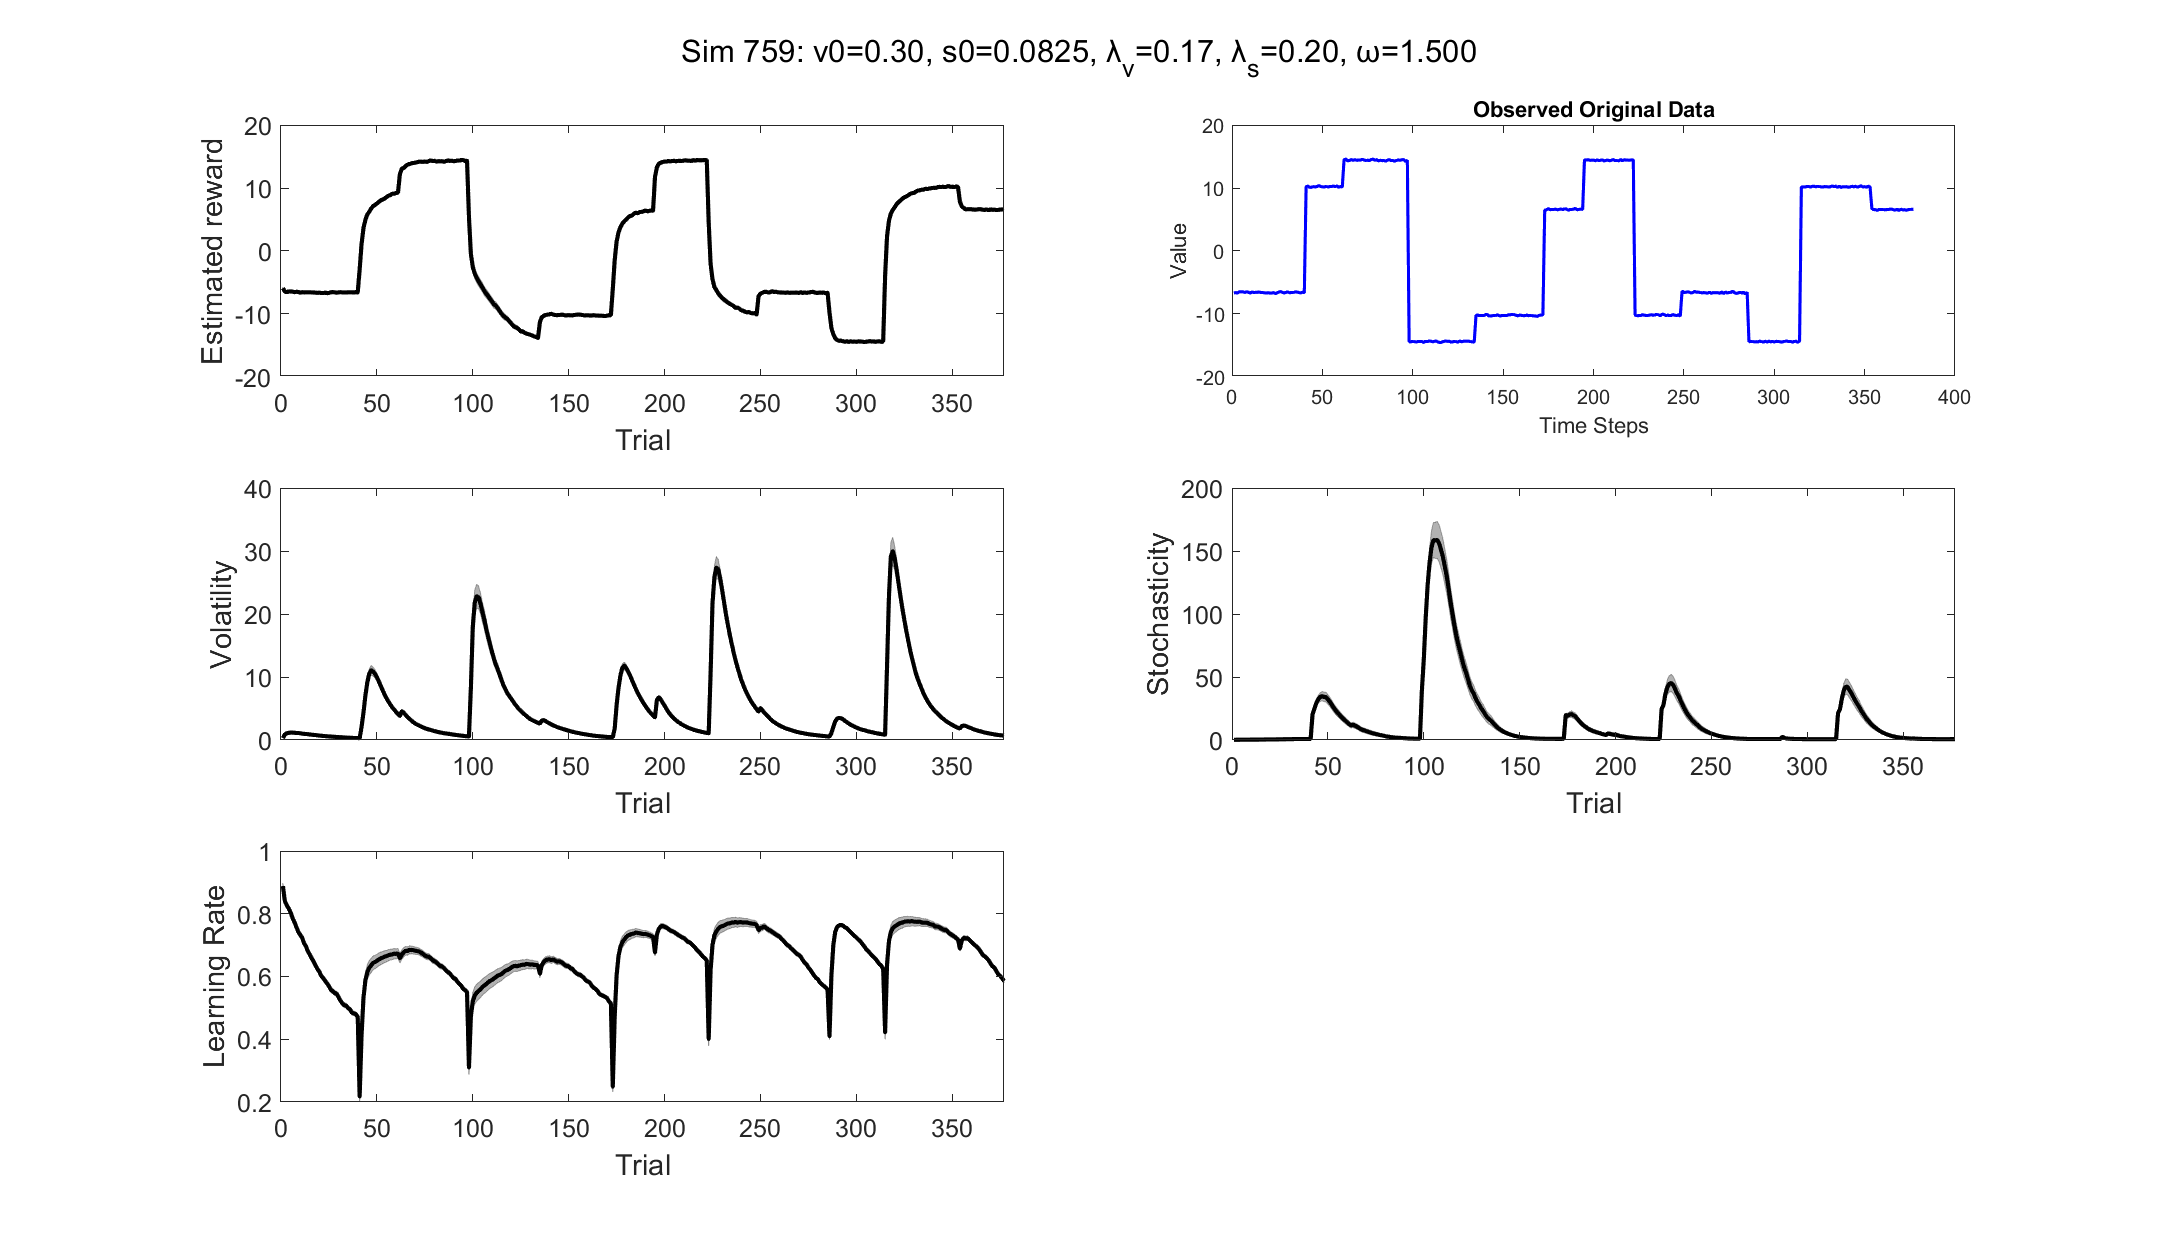 Sim 759: v0=0.30, s0=0.0825, λv=0.17, λs=0.20, ω=1.500
20
10
0
-10
-20
Estimated reward
0 50 100 150 200 250 300 350
Trial
Observed Original Data
20
10
0
-10
-20
Value
0 50 100 150 200 250 300 350 400
Time Steps
40
30
20
10
0
Volatility
0 50 100 150 200 250 300 350
Trial
200
150
100
50
0
Stochasticity
0 50 100 150 200 250 300 350
Trial
1
0.8
0.6
0.4
0.2
Learning Rate
0 50 100 150 200 250 300 350
Trial